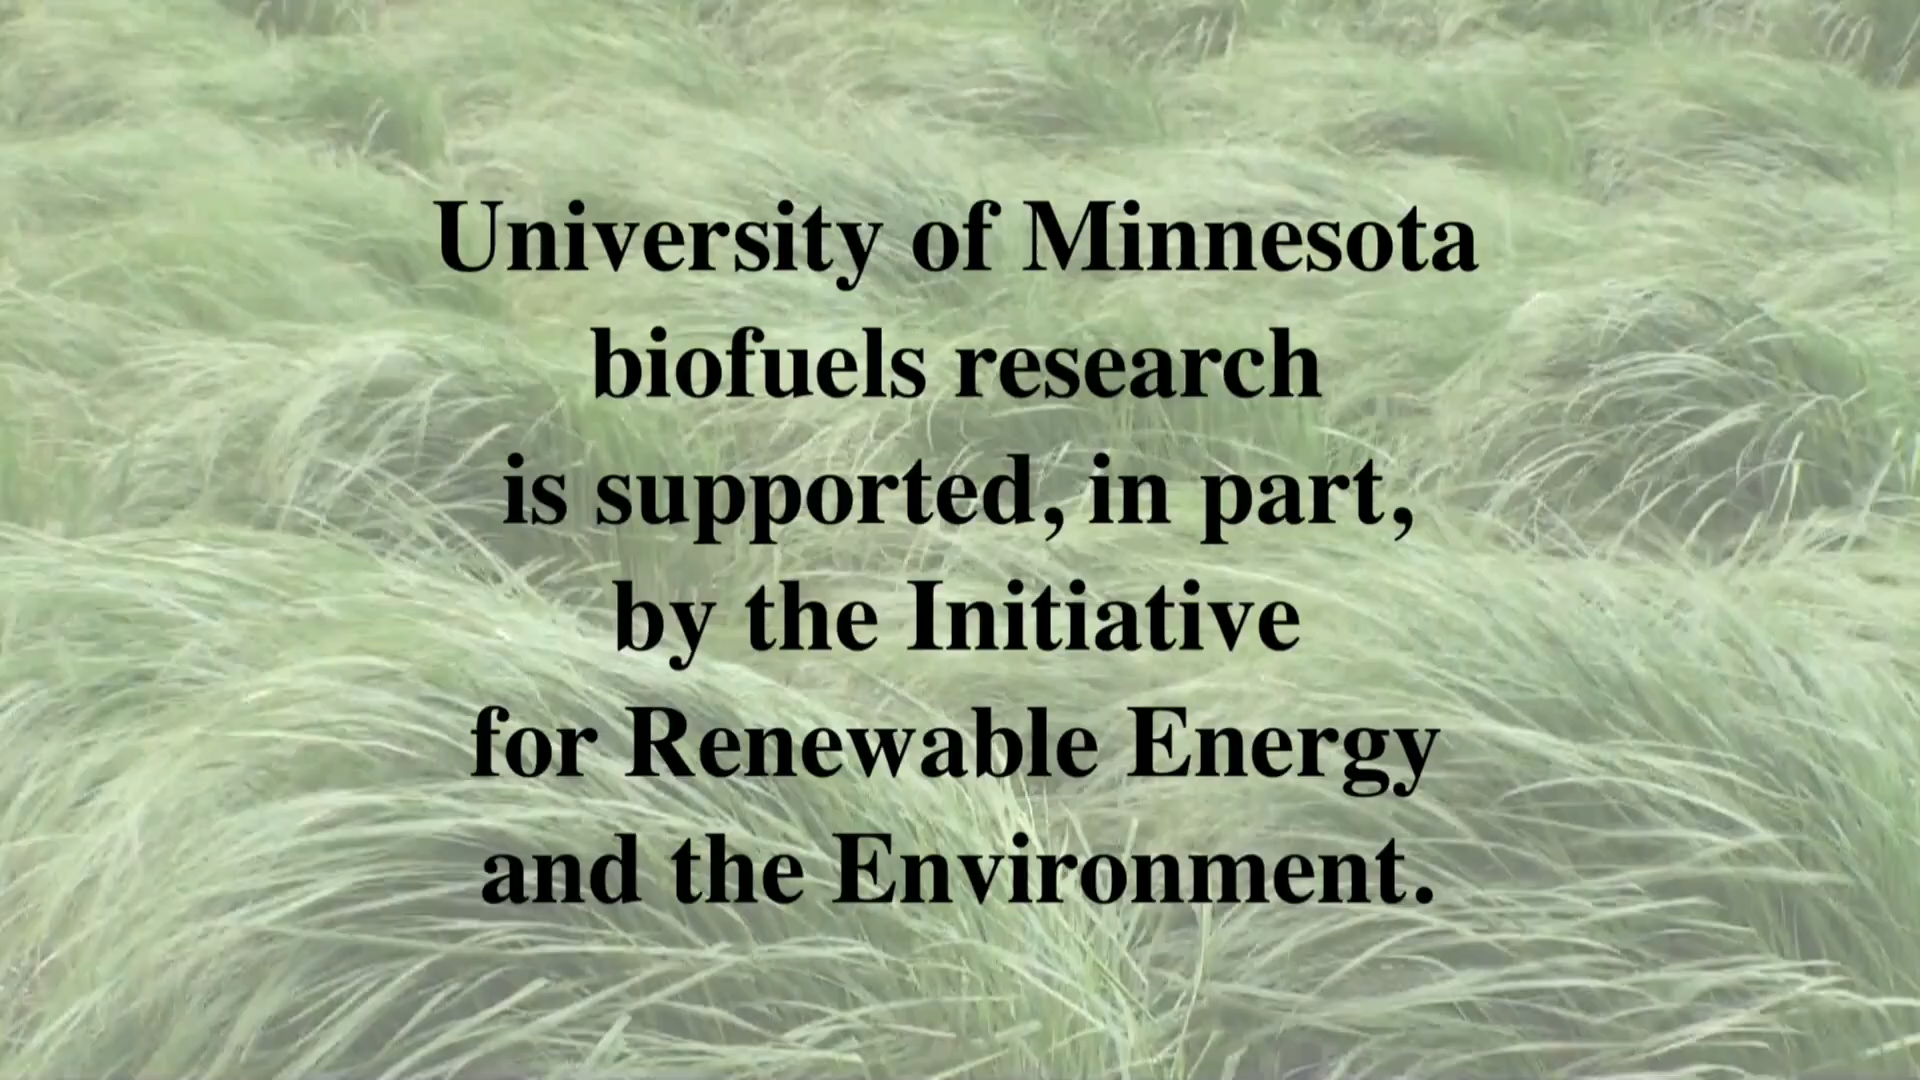 University of Minnesota
biofuels research
is supported, in part,
by the Initiative
for Renewable Energy
and the Environment.